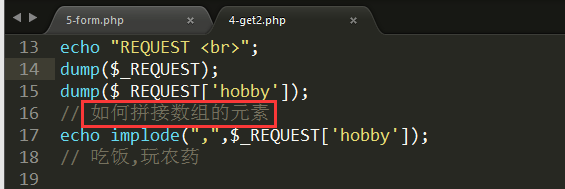 5-form.php × 4-get2.php ×
13 echo "REQUEST <br>";
14 dump($_REQUEST);
15 dump($_REQUEST['hobby']);
16 // 如何拼接数组的元素
17 echo implode(",",$_REQUEST['hobby']);
18 // 吃饭,玩农药
19